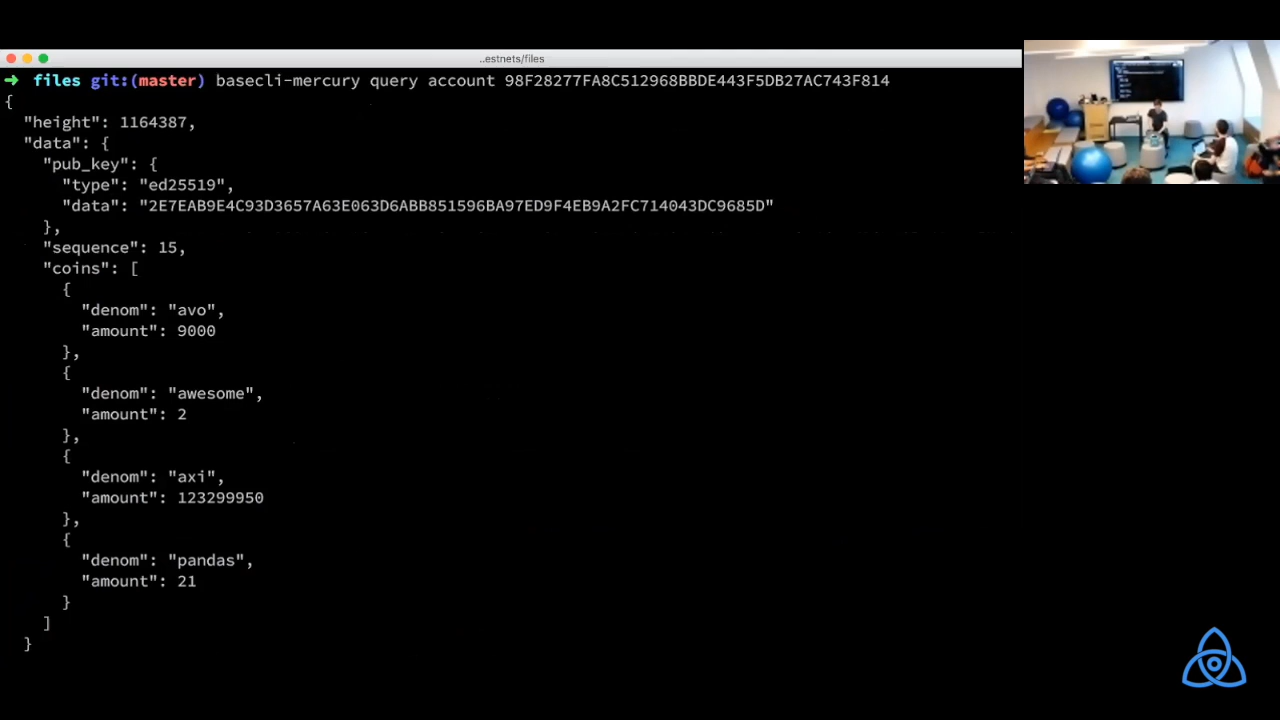 ..estnets/files
➜  files git:(master) basecli-mercury query account 98F28277FA8C512968BBDE443F5DB27AC743F814
{
  "height": 1164387,
  "data": {
    "pub_key": {
      "type": "ed25519",
      "data": "2E7EAB9E4C93D3657A63E063D6ABB851596BA97ED9F4EB9A2FC714043DC9685D"
    },
    "sequence": 15,
    "coins": [
      {
        "denom": "avo",
        "amount": 9000
      },
      {
        "denom": "awesome",
        "amount": 2
      },
      {
        "denom": "axi",
        "amount": 123299950
      },
      {
        "denom": "pandas",
        "amount": 21
      }
    ]
  }